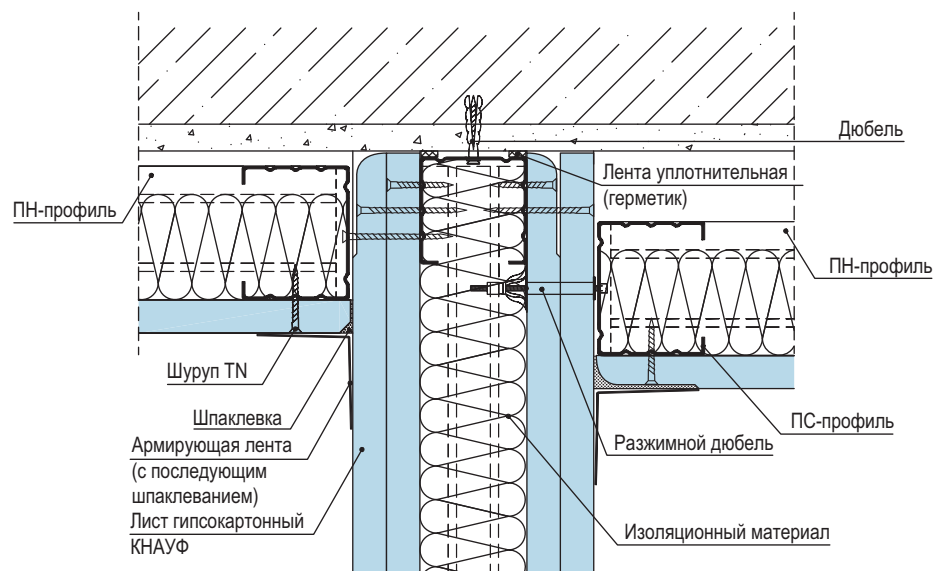 Дюбель
Лента уплотнительная
(герметик)
ПН-профиль
ПН-профиль
Шуруп TN
Шпаклевка
ПС-профиль
Армирующая лента
(с последующим
шпаклеванием)
Разжимной дюбель
Лист гипсокартонный
КНАУФ
Изоляционный материал